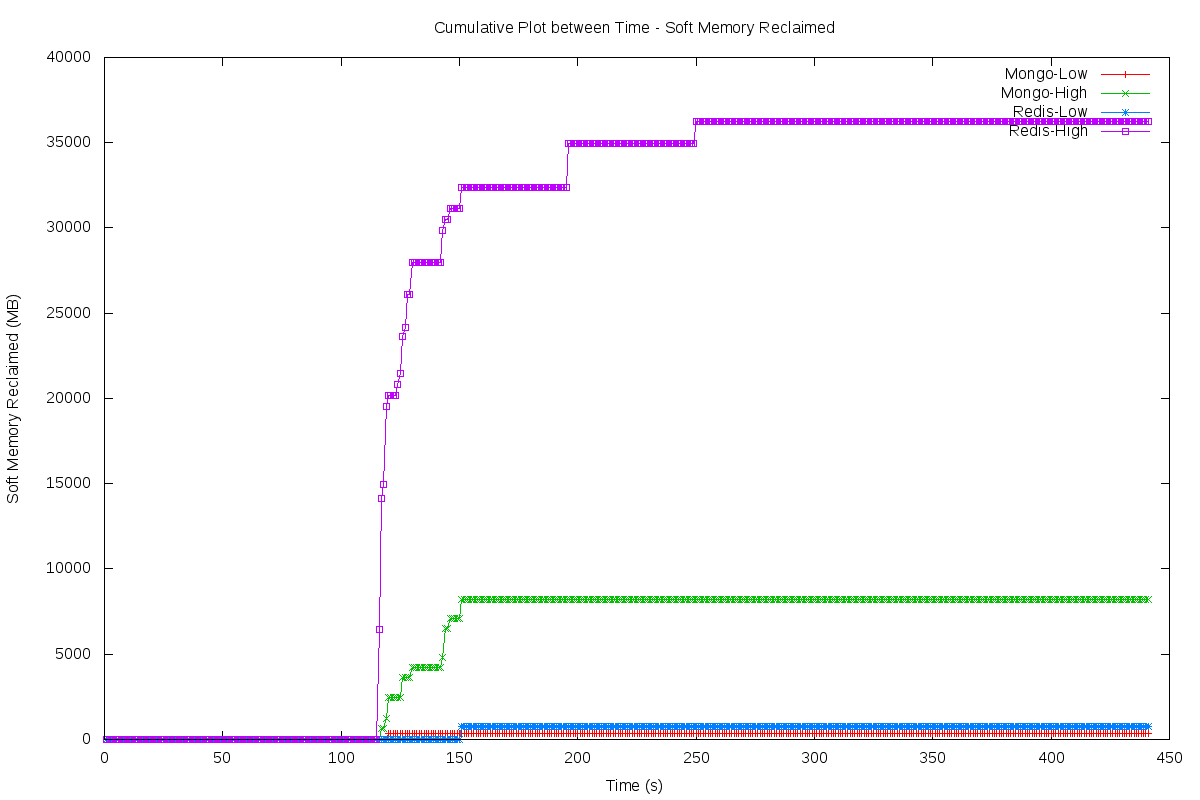 Cumulative Plot between Time - Soft Memory Reclaimed
40000
35000
30000
25000
20000
15000
10000
5000
0
Soft Memory Reclaimed (MB)
Mongo-Low
Mongo-High
Redis-Low
Redis-High
0 50 100 150 200 250 300 350 400 450
Time (s)